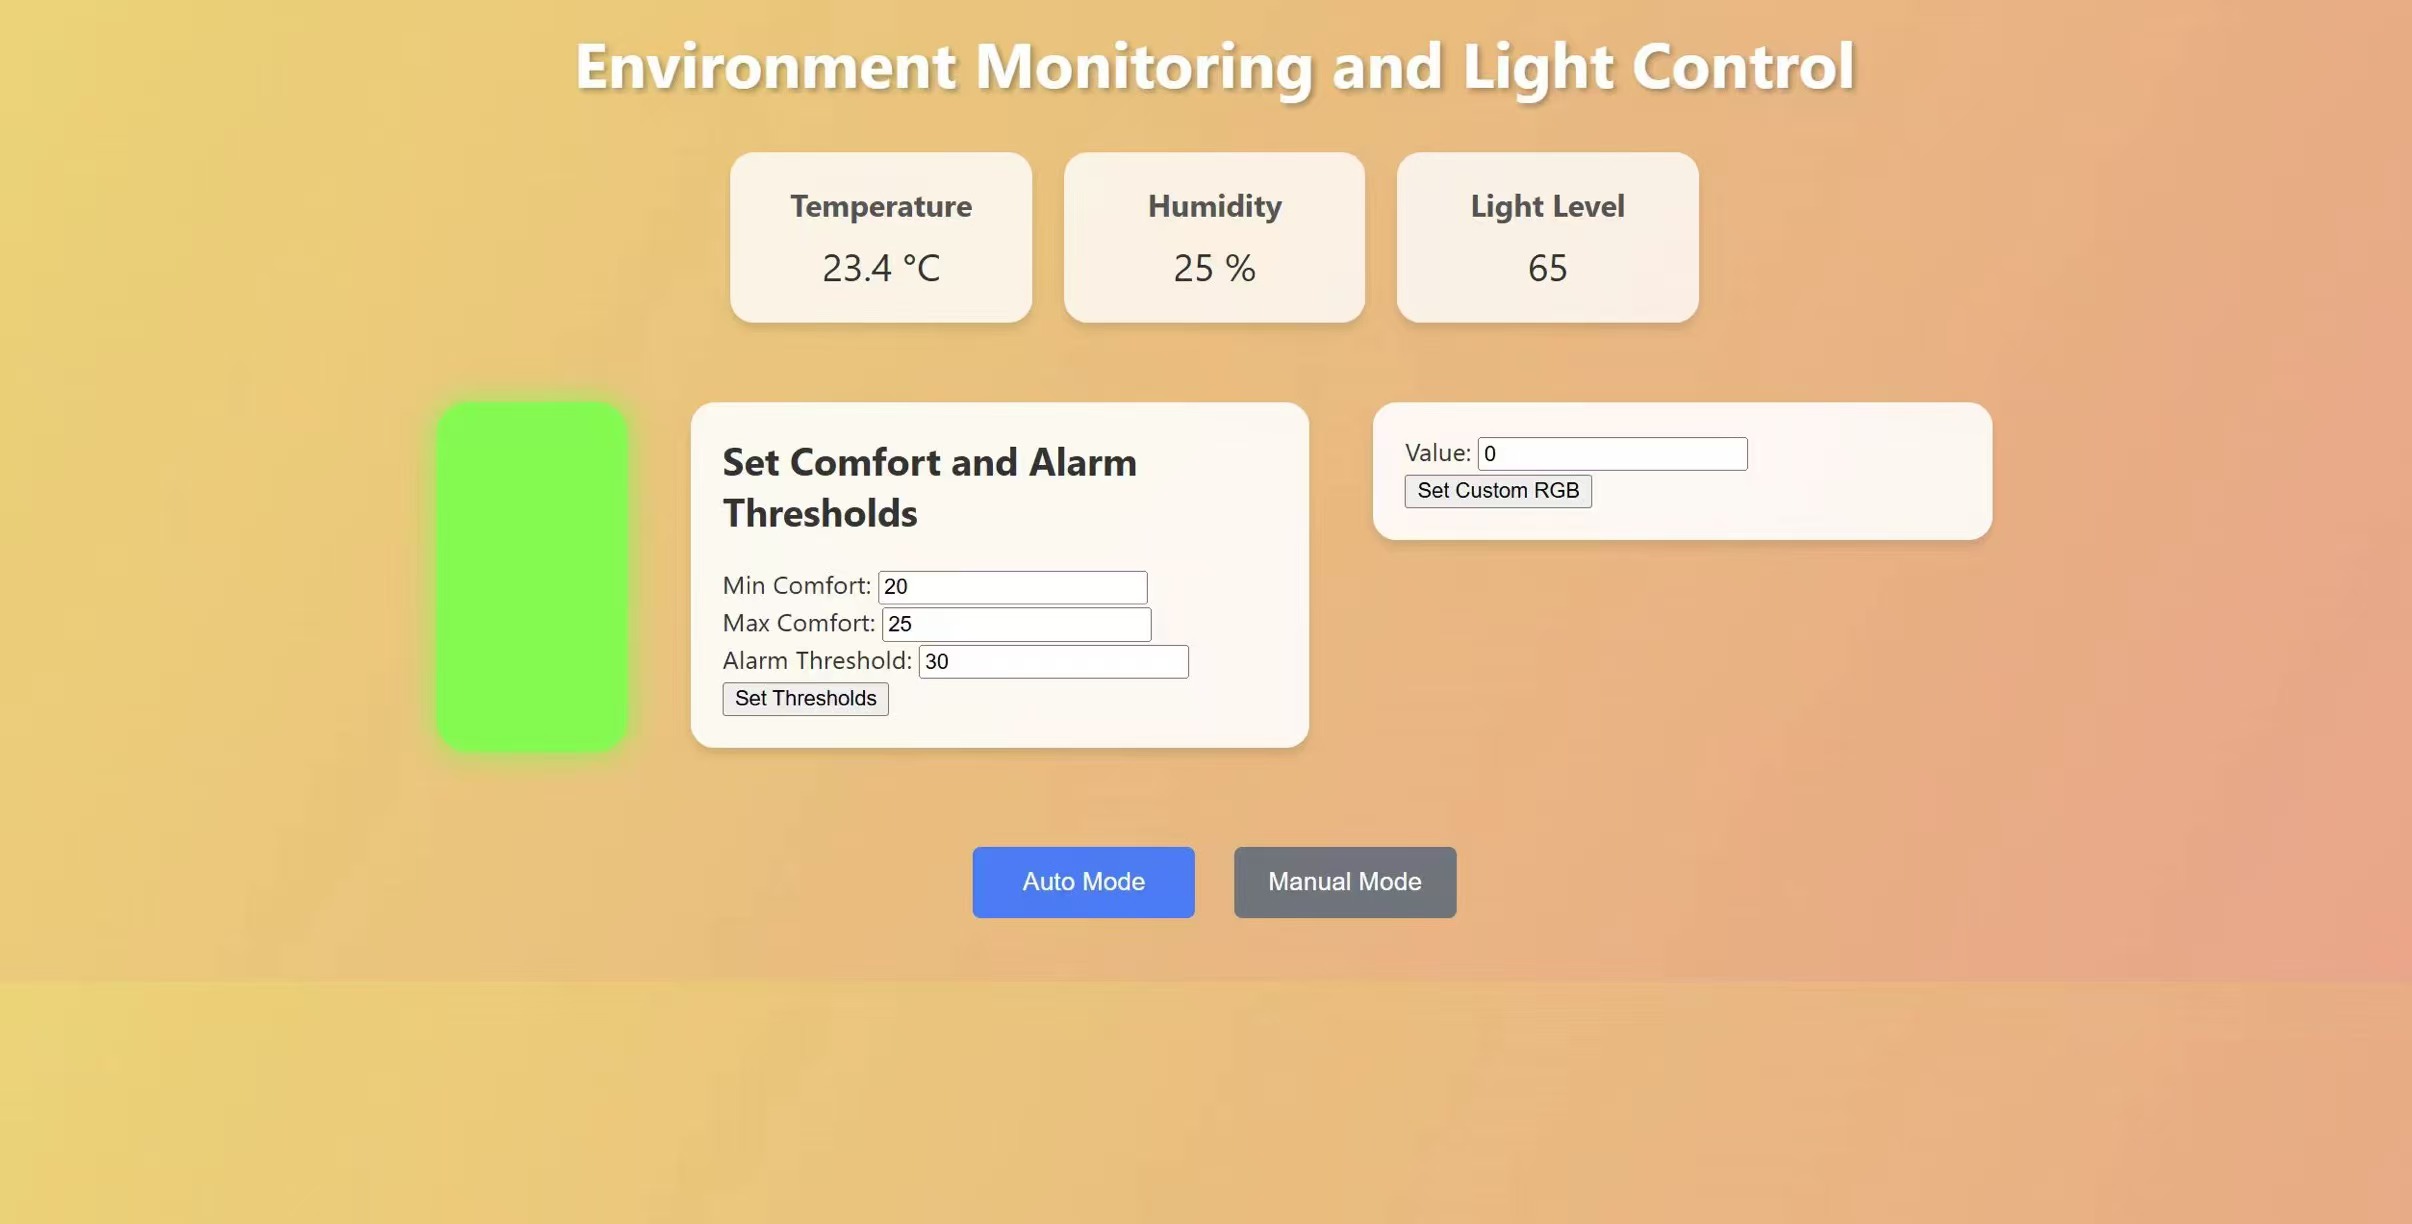 Environment Monitoring and Light Control
Temperature
23.4 °C
Humidity
25 %
Light Level
65
Set Comfort and Alarm
Thresholds
Min Comfort: 20
Max Comfort: 25
Alarm Threshold: 30
Set Thresholds
Value: 0
Set Custom RGB
Auto Mode
Manual Mode